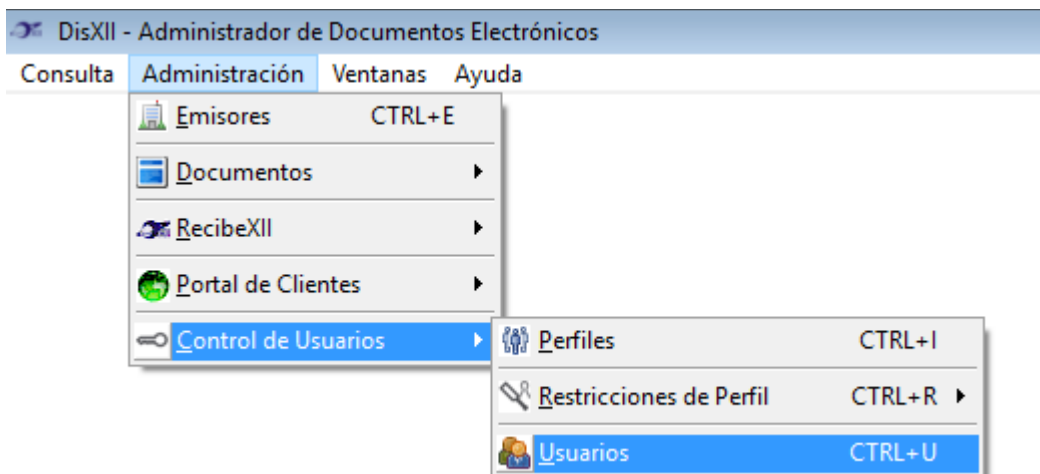 DisXII - Administrador de Documentos Electrónicos
Consulta Administración Ventanas Ayuda
Emisores CTRL+E
Documentos
RecibeXII
Portal de Clientes
Control de Usuarios
Perfiles CTRL+I
Restricciones de Perfil CTRL+R
Usuarios CTRL+U